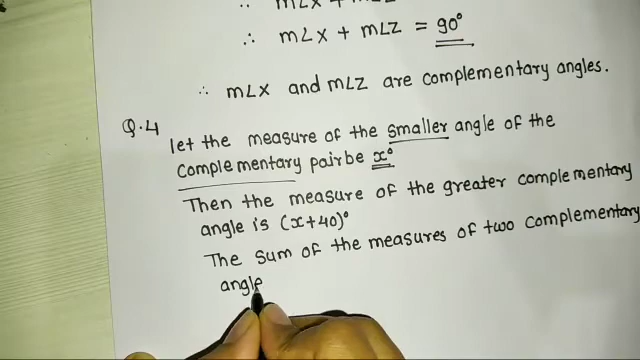 ∴ m∠X + m∠Z = 90°
∴ m∠X and m∠Z are complementary angles.
Q.4
let the measure of the smaller angle of the
complementary pair be x°
Then the measure of the greater complementary
angle is (x+40)°
The sum of the measures of two complementary
angle